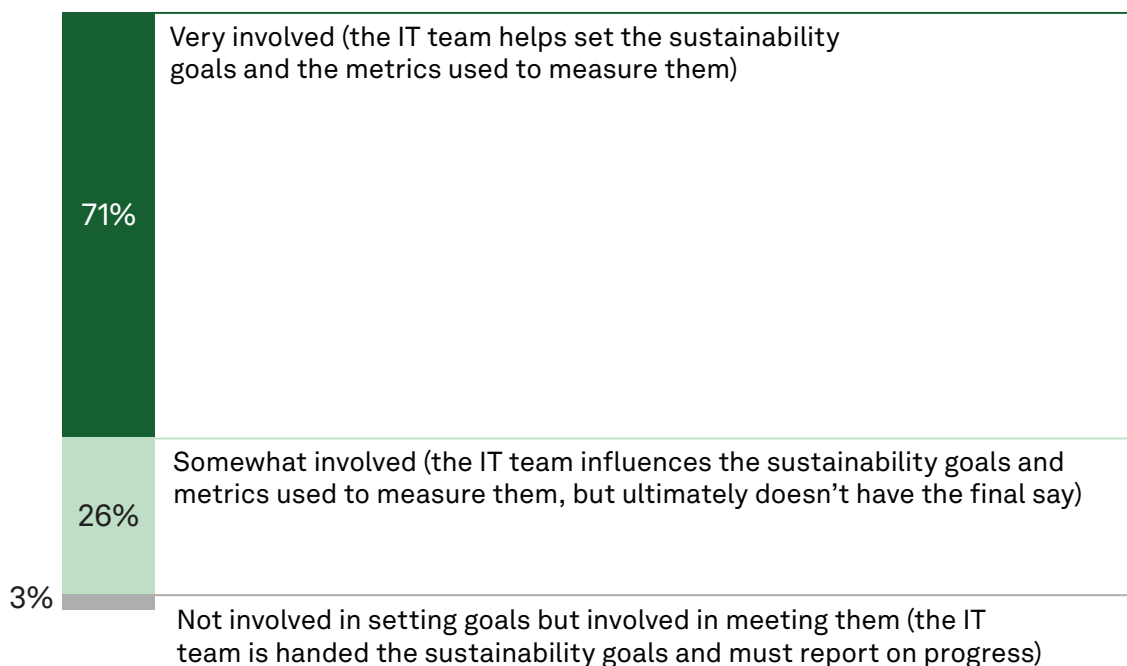 Very involved (the IT team helps set the sustainability
goals and the metrics used to measure them)
71%
Somewhat involved (the IT team influences the sustainability goals and
metrics used to measure them, but ultimately doesn’t have the final say)
26%
3%
Not involved in setting goals but involved in meeting them (the IT
team is handed the sustainability goals and must report on progress)